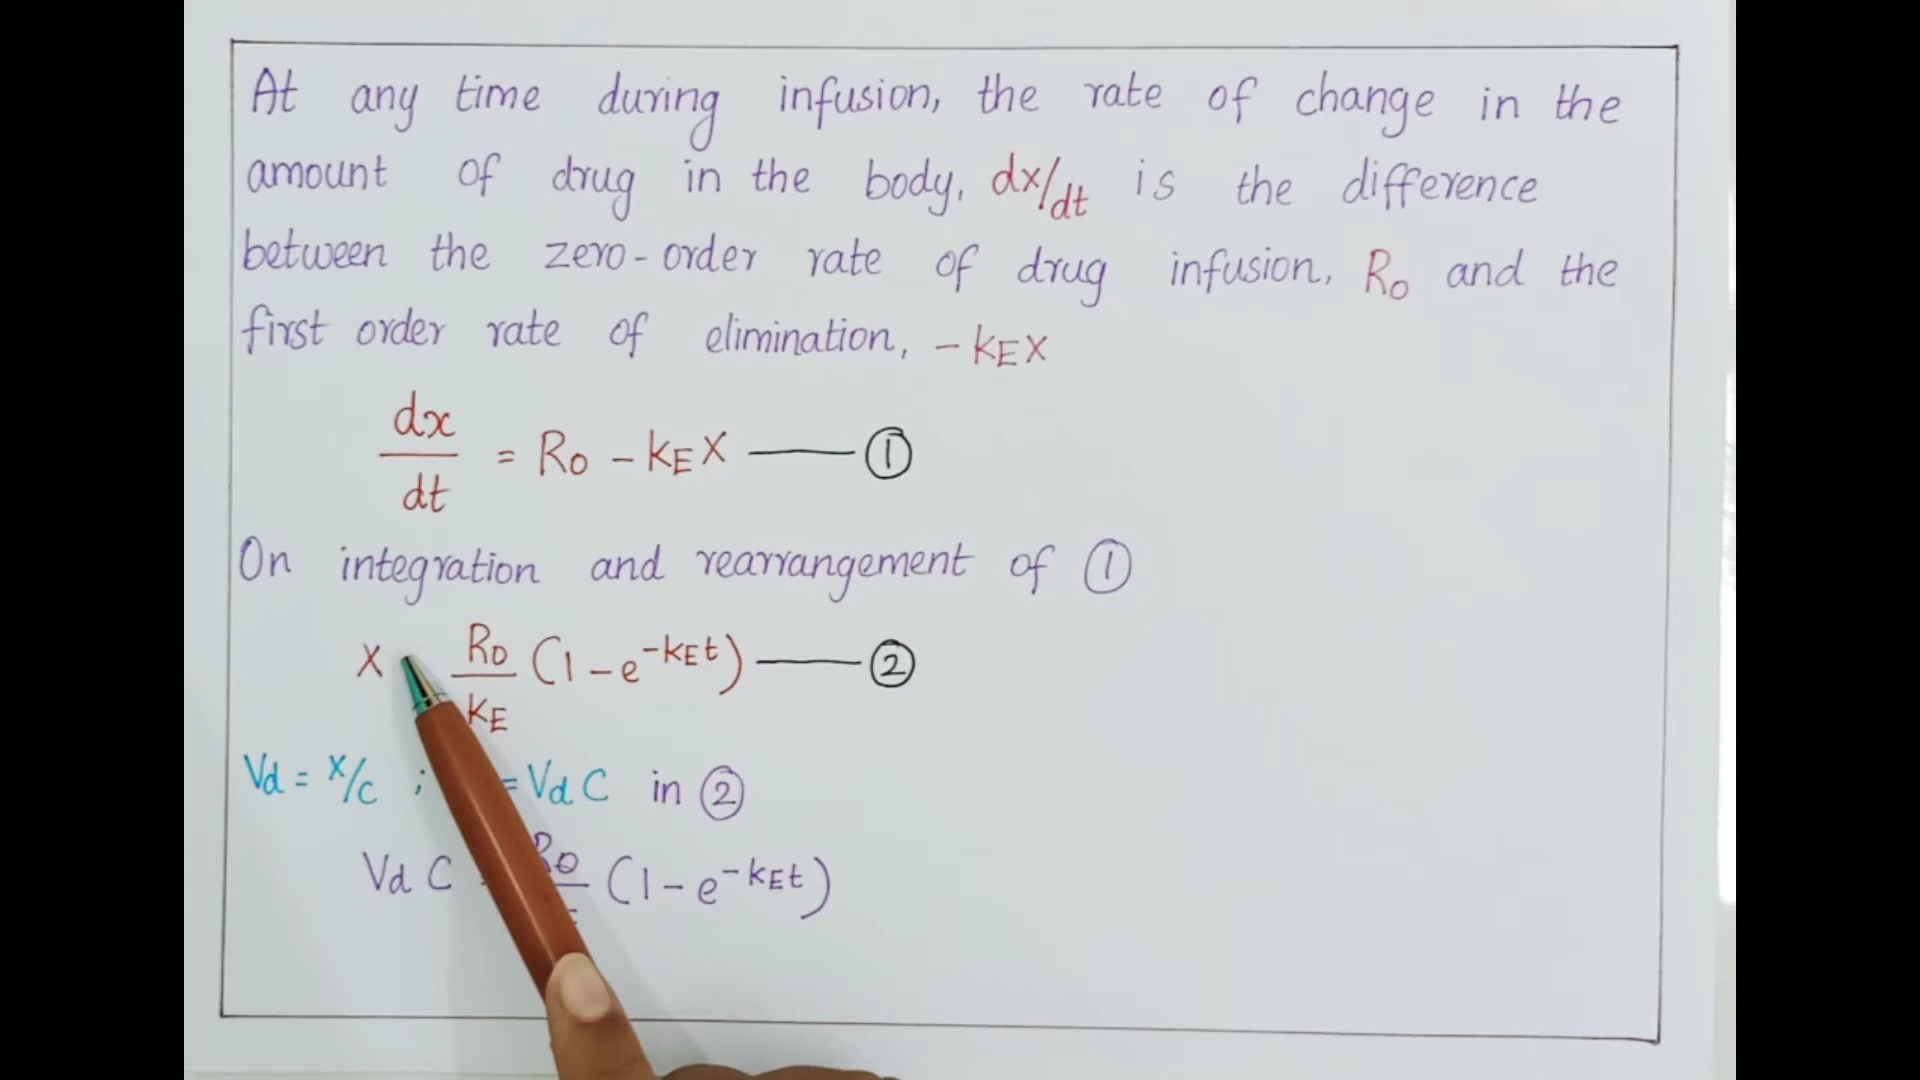 At any time during infusion, the rate of change in the
amount of drug in the body, dx/dt is the difference
between the zero-order rate of drug infusion, R0 and the
first order rate of elimination, -KEX
dx/dt = R0 - KEX —— ①
On integration and rearrangement of ①
X R0/KE (1 - e^-KEt) —— ②
Vd = X/C ; = Vd C in ②
Vd C R0 (1 - e^-KEt)